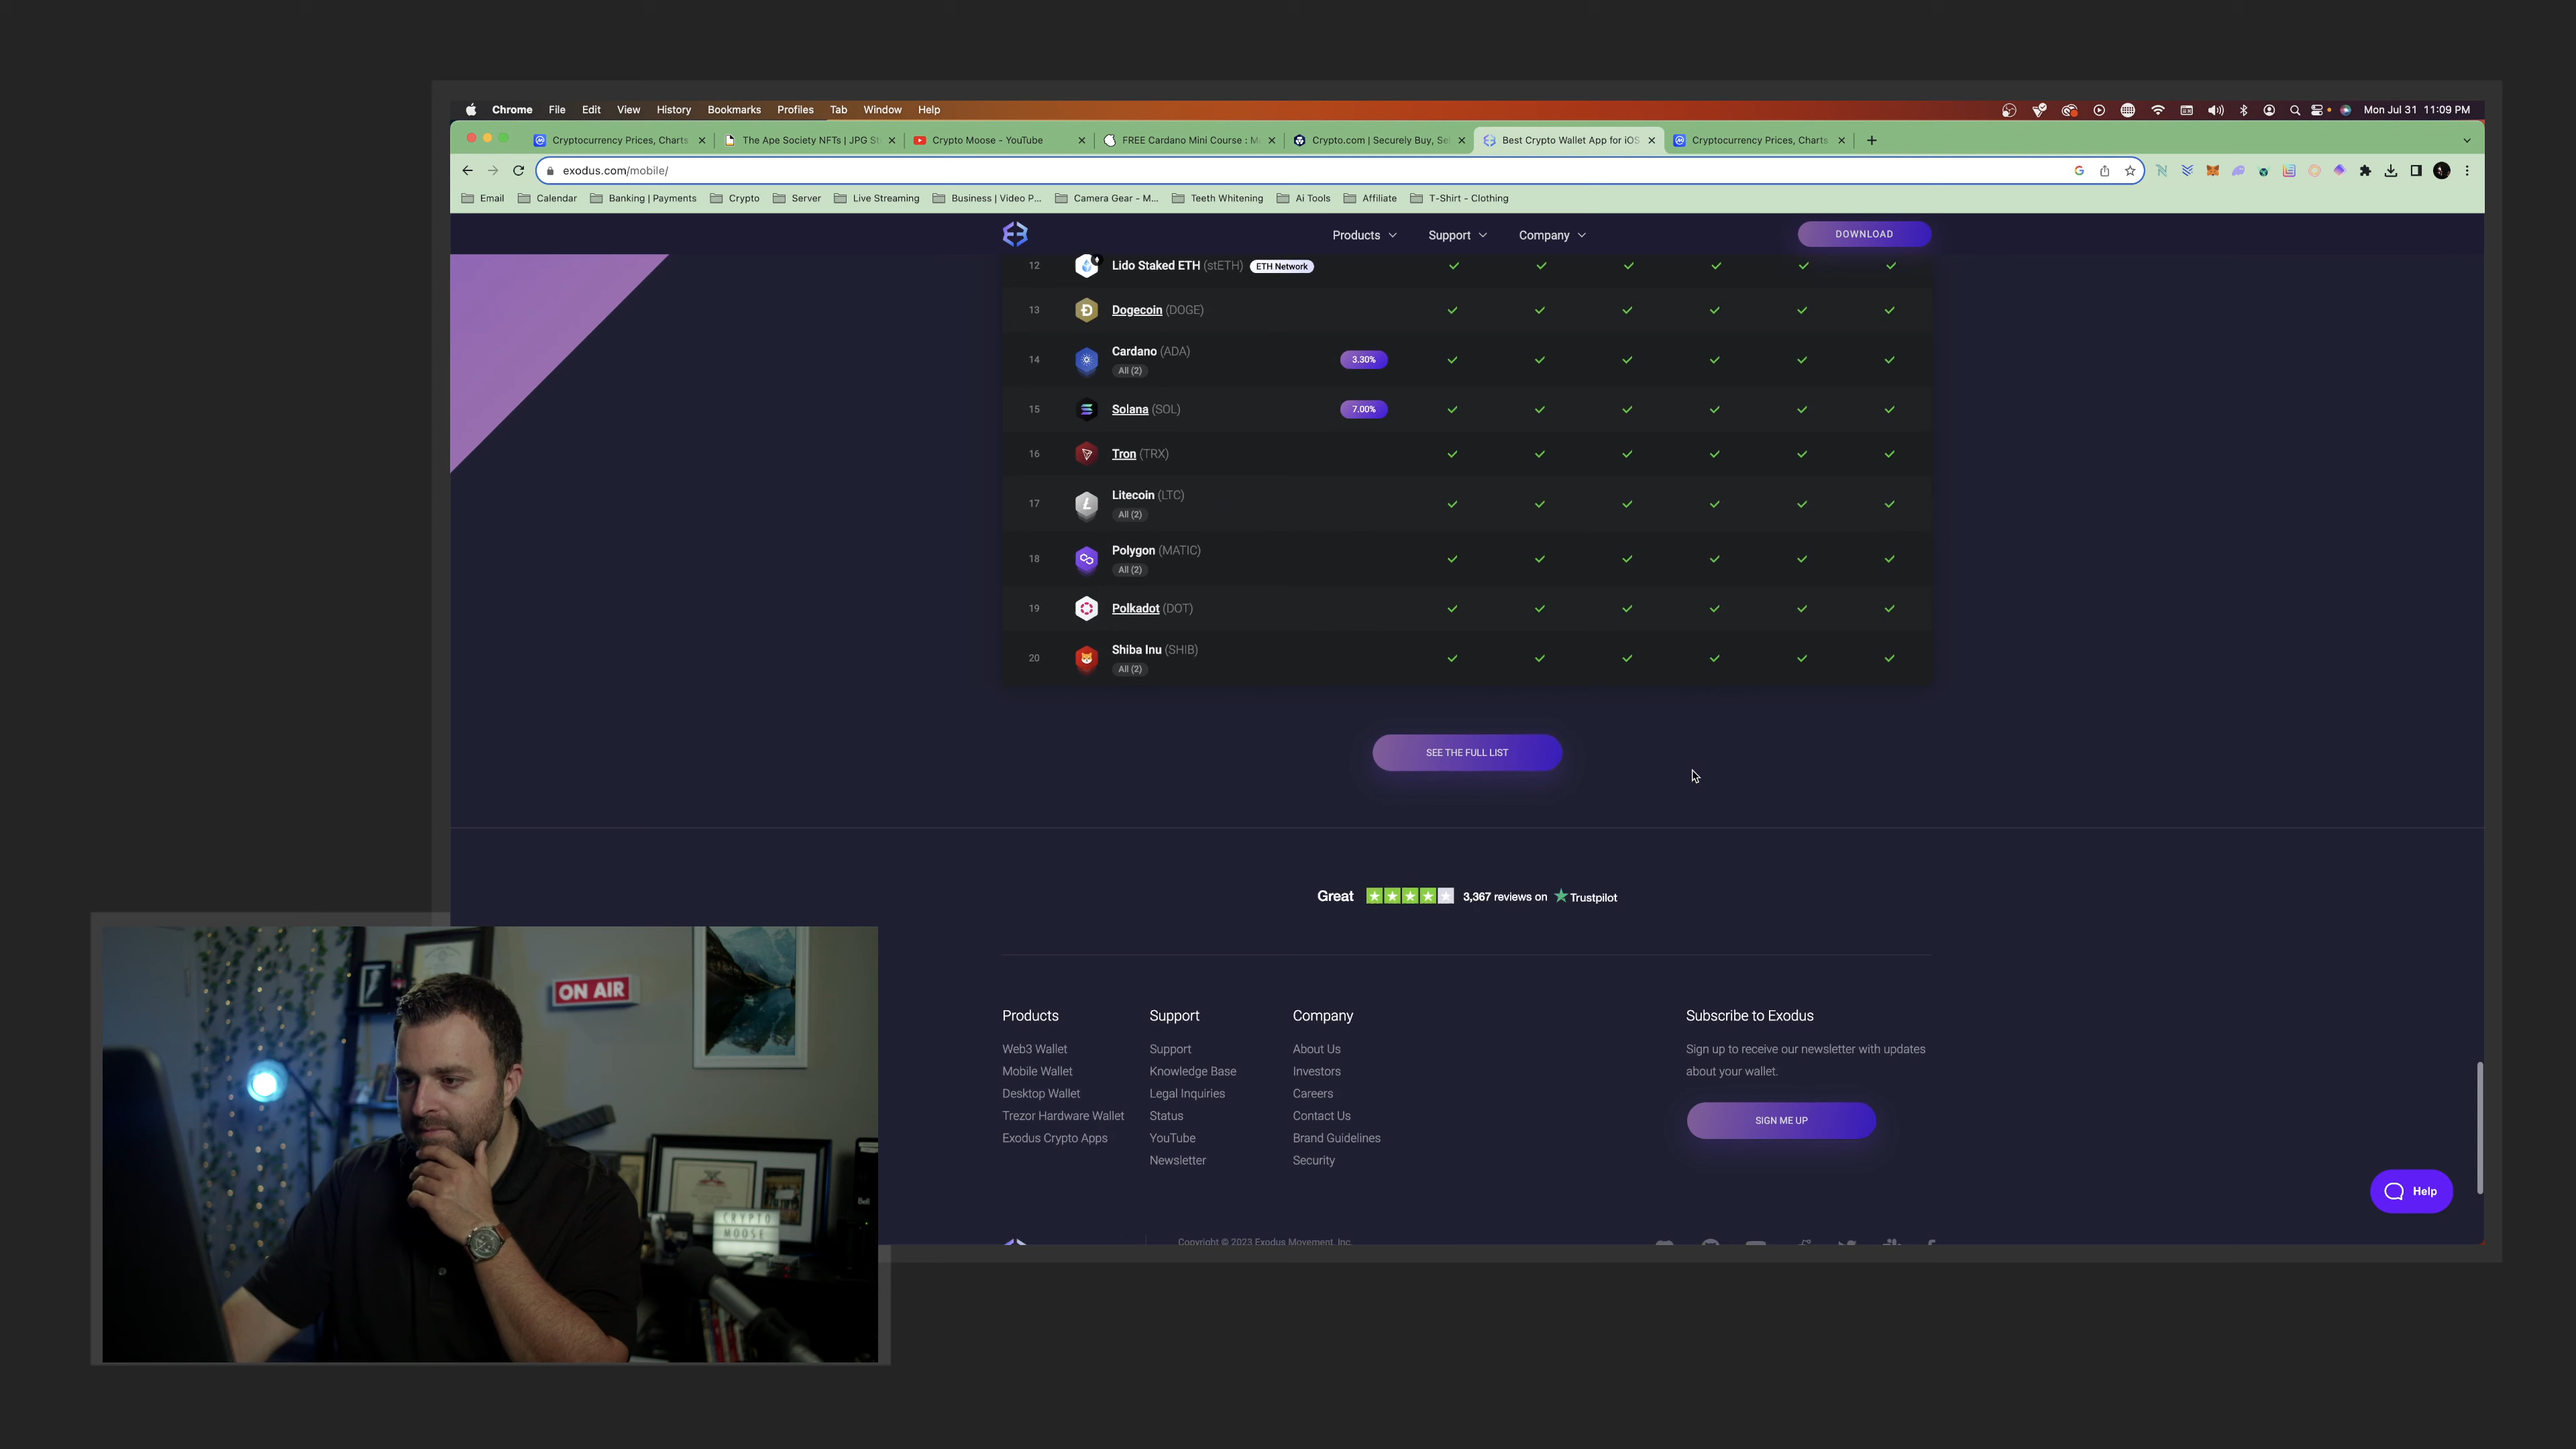 Chrome File Edit View History Bookmarks Profiles Tab Window Help Mon Jul 31 11:09 PM
Cryptocurrency Prices, Charts The Ape Society NFTs | JPG St Crypto Moose - YouTube FREE Cardano Mini Course : M Crypto.com | Securely Buy, Sel Best Crypto Wallet App for iOS Cryptocurrency Prices, Charts
exodus.com/mobile/
Email Calendar Banking | Payments Crypto Server Live Streaming Business | Video P... Camera Gear - M... Teeth Whitening Ai Tools Affiliate T-Shirt - Clothing
Products Support Company DOWNLOAD
12 Lido Staked ETH (stETH) ETH Network
13 Dogecoin (DOGE)
14 Cardano (ADA) 3.30%
All (2)
15 Solana (SOL) 7.00%
16 Tron (TRX)
17 Litecoin (LTC)
All (2)
18 Polygon (MATIC)
All (2)
19 Polkadot (DOT)
20 Shiba Inu (SHIB)
All (2)
SEE THE FULL LIST
Great 3,367 reviews on Trustpilot
Products Support Company Subscribe to Exodus
Web3 Wallet Support About Us Sign up to receive our newsletter with updates
Mobile Wallet Knowledge Base Investors about your wallet.
Desktop Wallet Legal Inquiries Careers
Trezor Hardware Wallet Status Contact Us SIGN ME UP
Exodus Crypto Apps YouTube Brand Guidelines
Newsletter Security
Help
Copyright © 2023 Exodus Movement, Inc.
ON AIR
CRYPTO
MOOSE